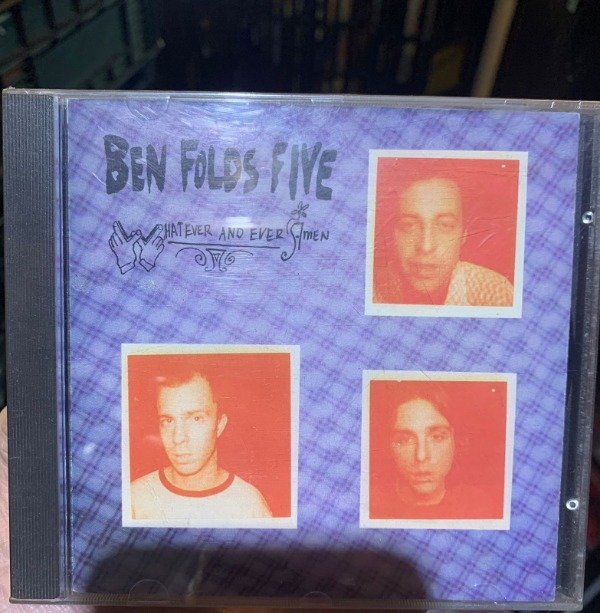 BEN FOLDS FIVE
WHATEVER AND EVER AMEN